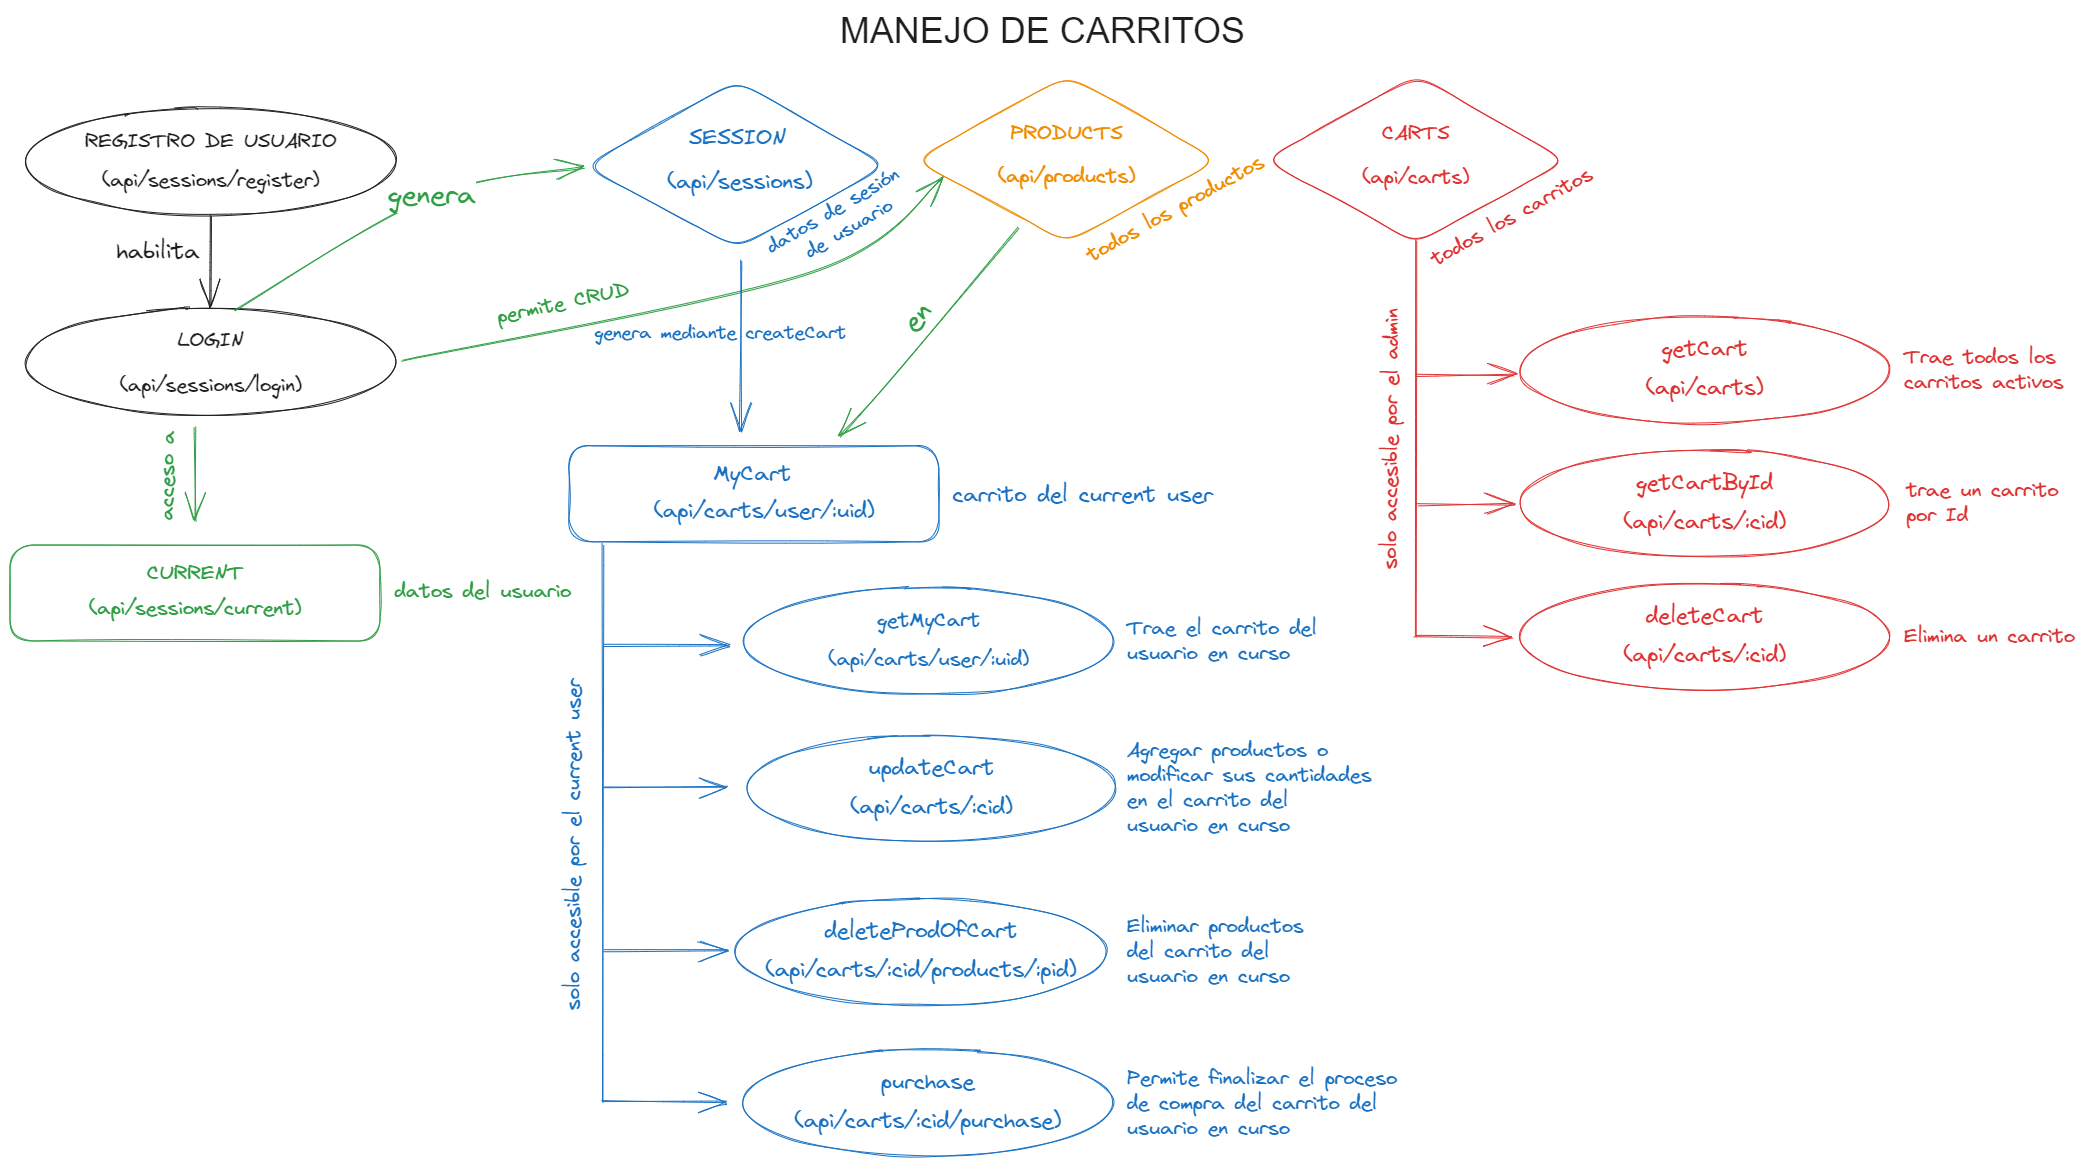 MANEJO DE CARRITOS
REGISTRO DE USUARIO
(api/sessions/register)
habilita
LOGIN
(api/sessions/login)
acceso a
CURRENT
(api/sessions/current)
datos del usuario
genera
permite CRUD
SESSION
(api/sessions)
datos de sesión
de usuario
genera mediante createCart
PRODUCTS
(api/products)
todos los productos
en
MyCart
(api/carts/user/:uid)
carrito del current user
solo accesible por el current user
getMyCart
(api/carts/user/:uid)
Trae el carrito del
usuario en curso
updateCart
(api/carts/:cid)
Agregar productos o
modificar sus cantidades
en el carrito del
usuario en curso
deleteProdOfCart
(api/carts/:cid/products/:pid)
Eliminar productos
del carrito del
usuario en curso
purchase
(api/carts/:cid/purchase)
Permite finalizar el proceso
de compra del carrito del
usuario en curso
CARTS
(api/carts)
todos los carritos
solo accesible por el admin
getCart
(api/carts)
Trae todos los
carritos activos
getCartById
(api/carts/:cid)
trae un carrito
por Id
deleteCart
(api/carts/:cid)
Elimina un carrito